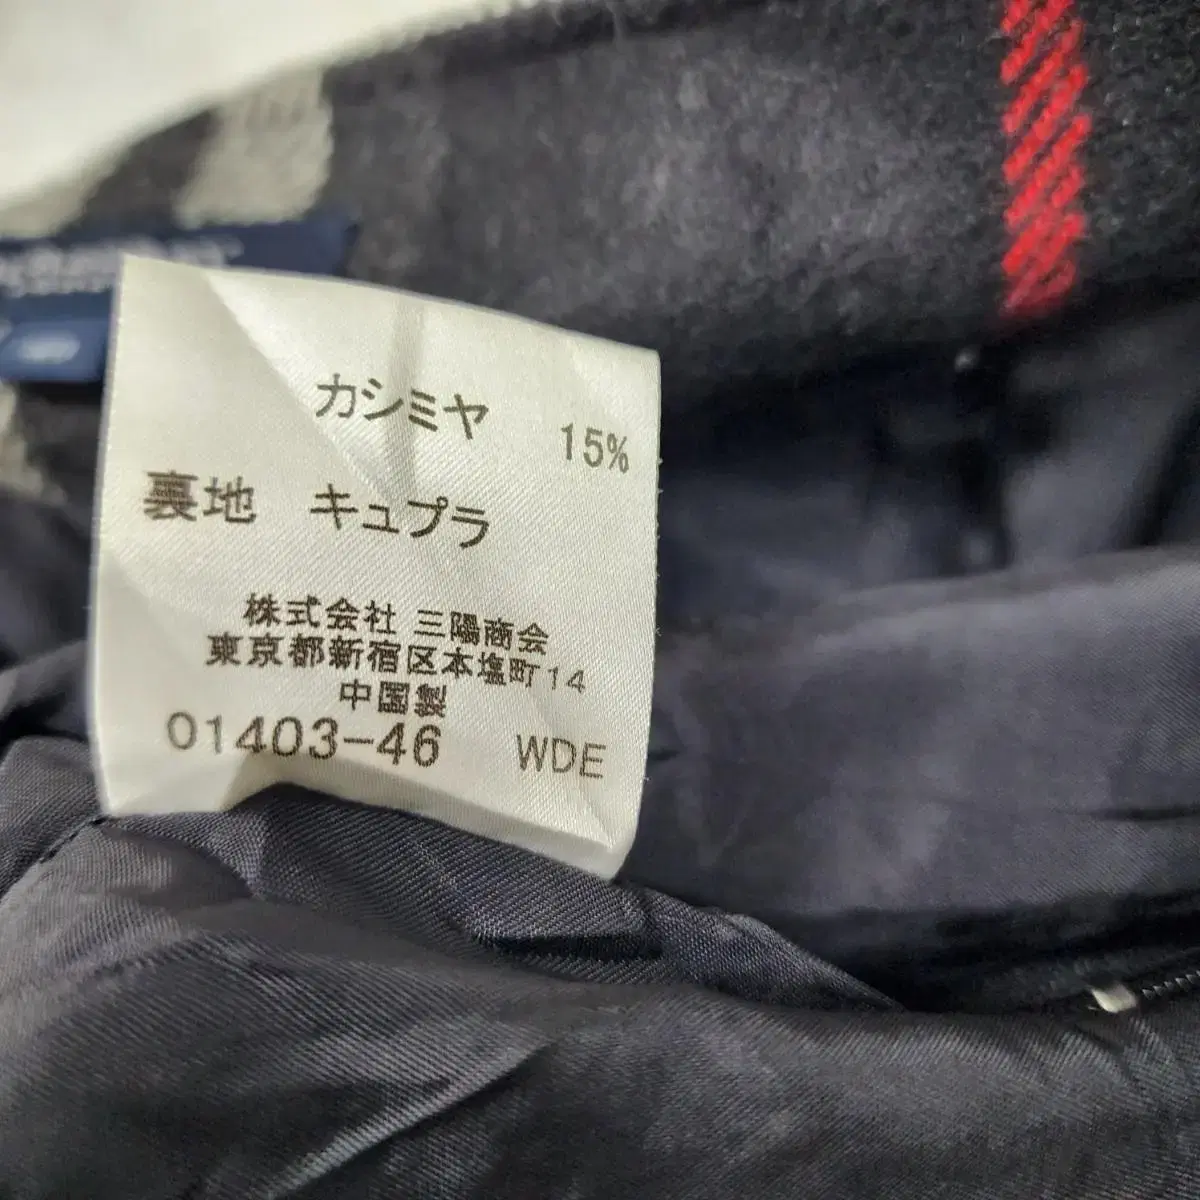 カシミヤ 15%
裏地 キュプラ
株式会社 三陽商会
東京都新宿区本塩町14
中国製
01403-46 WDE